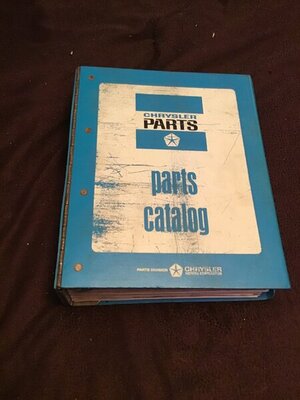 CHRYSLER
PARTS
parts
catalog
PARTS DIVISION CHRYSLER
MOTORS CORPORATION